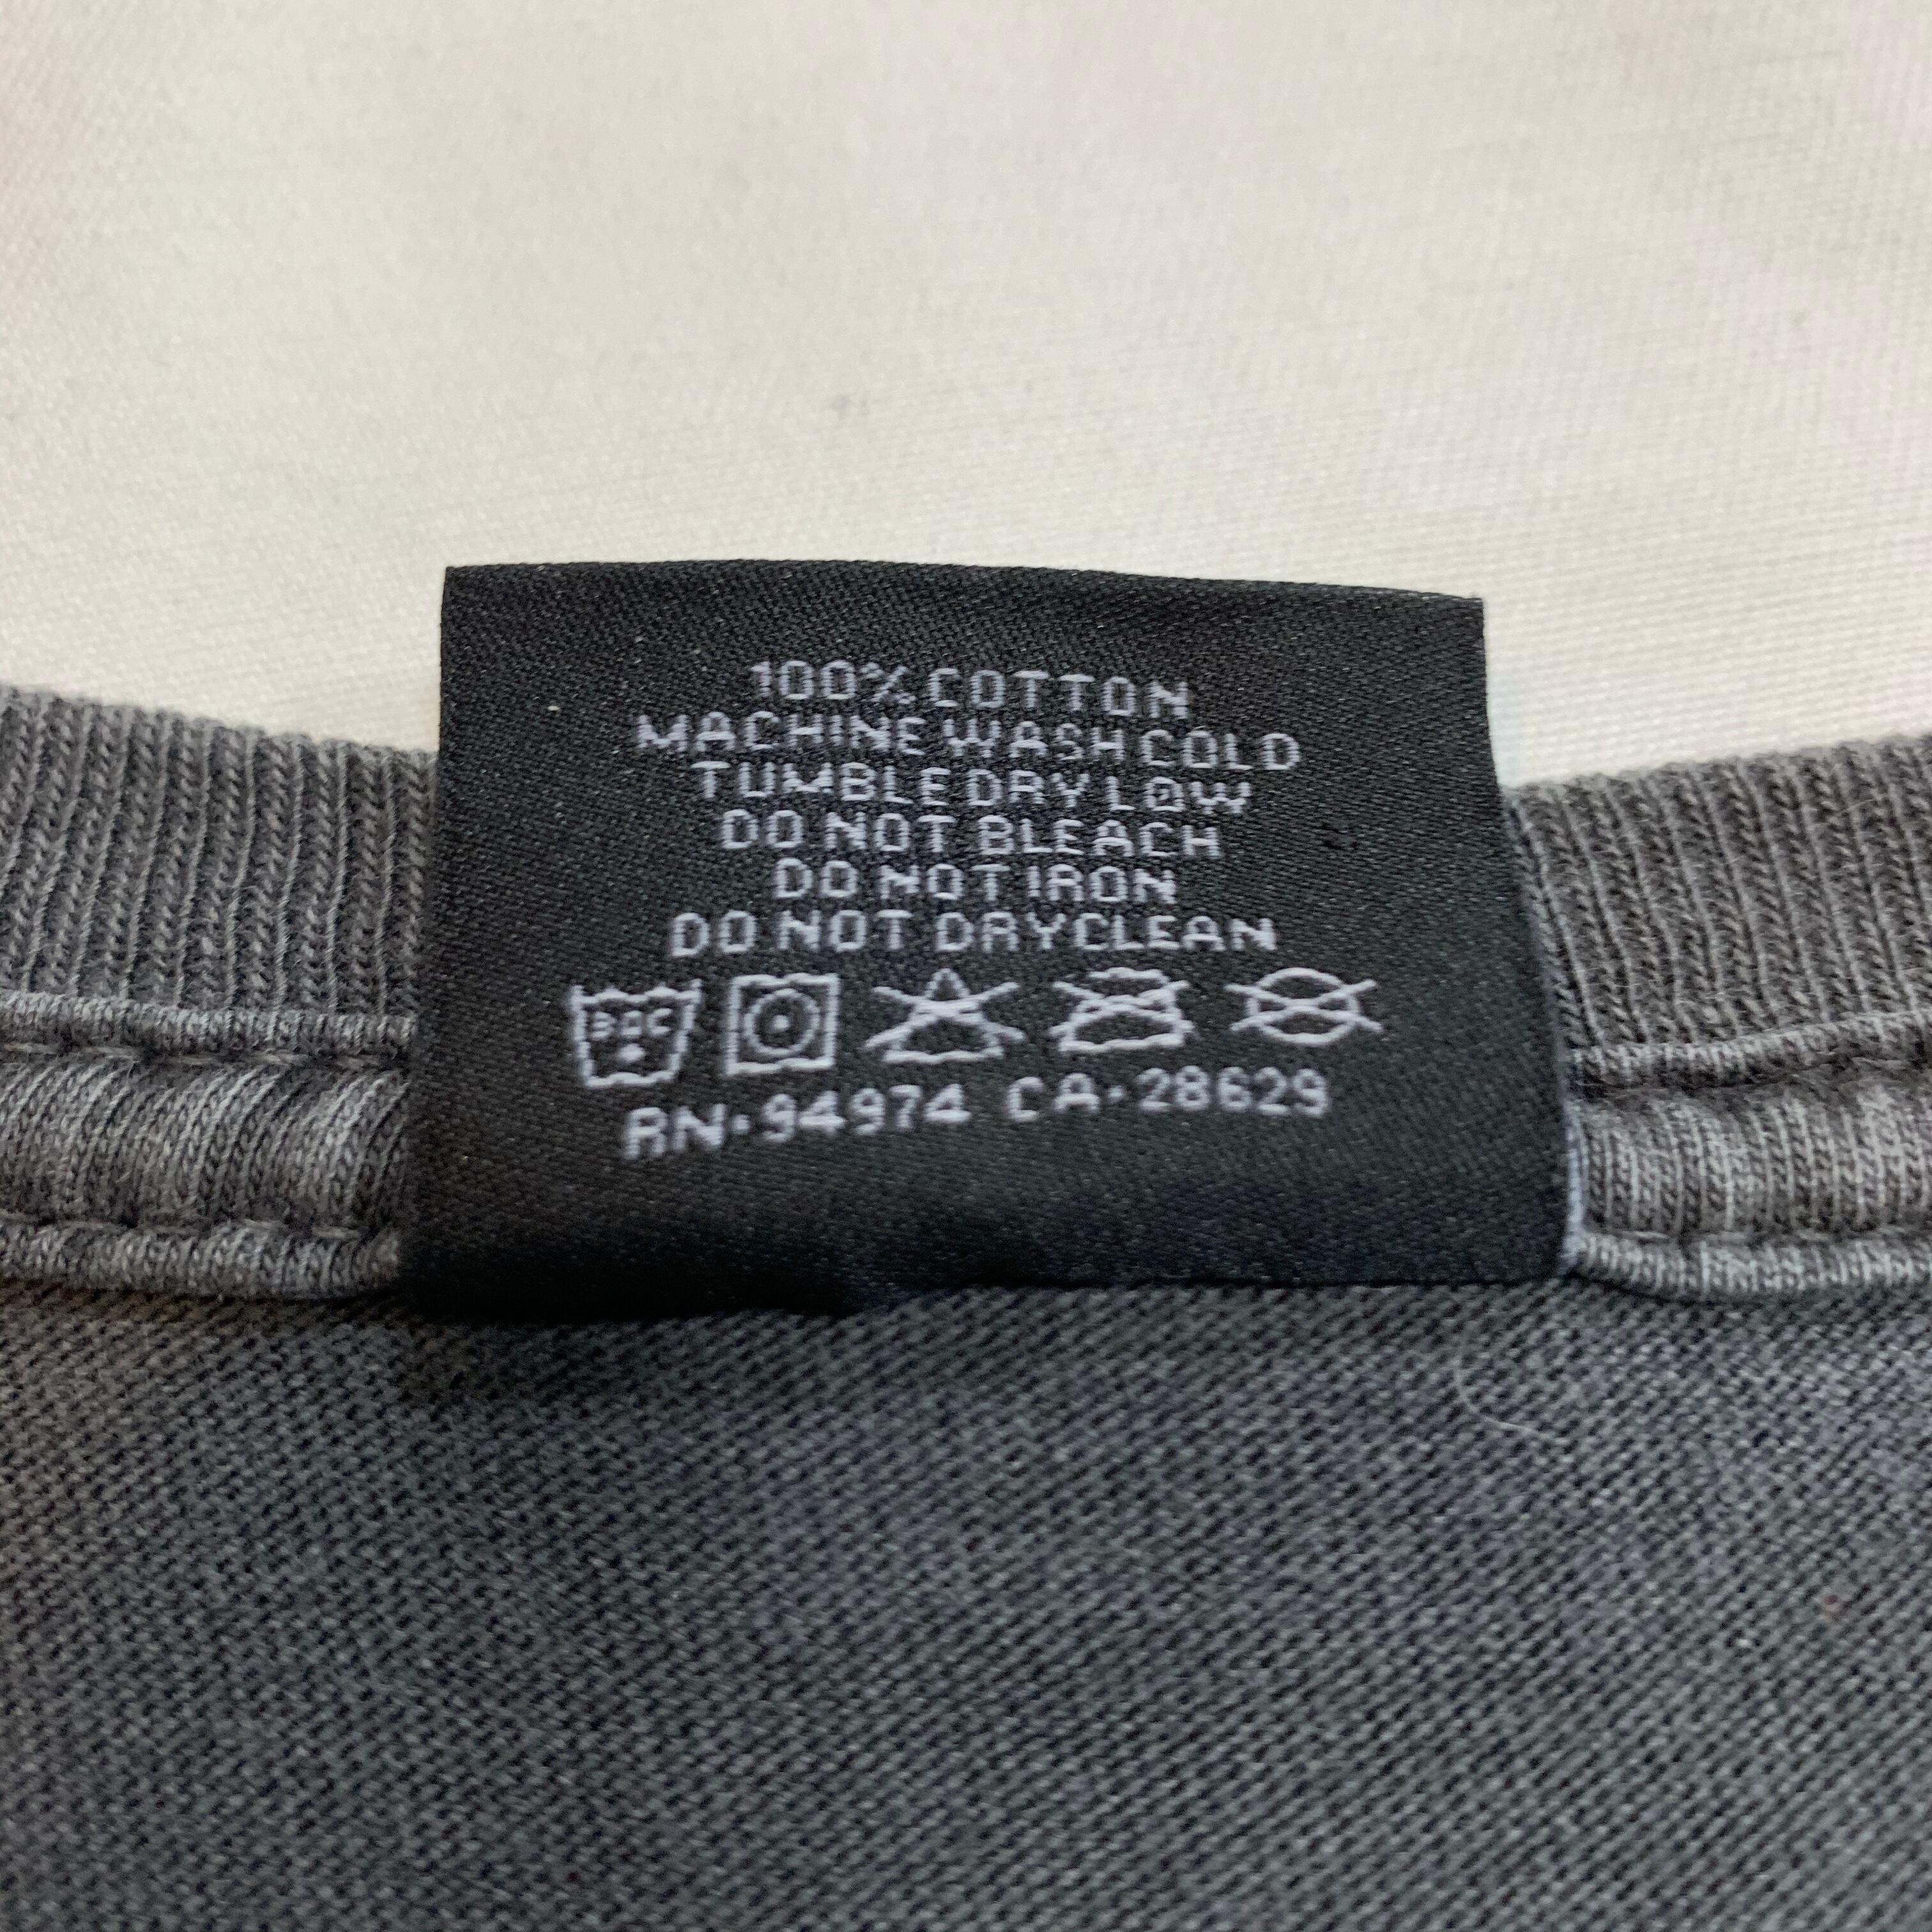 100% COTTON
MACHINE WASH COLD
TUMBLE DRY LOW
DO NOT BLEACH
DO NOT IRON
DO NOT DRYCLEAN
RN·94974 CA·28629